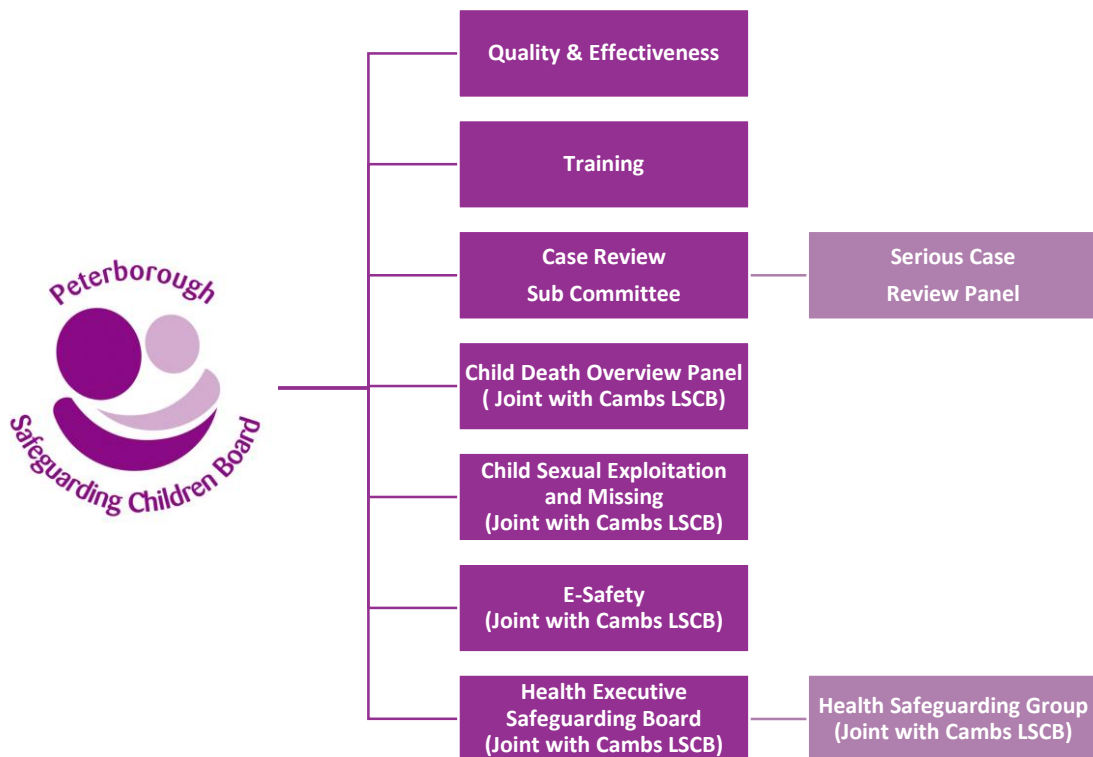 Quality & Effectiveness
Training
Case Review
Sub Committee
Serious Case
Review Panel
Peterborough
Safeguarding Children Board
Child Death Overview Panel
( Joint with Cambs LSCB)
Child Sexual Exploitation
and Missing
(Joint with Cambs LSCB)
E-Safety
(Joint with Cambs LSCB)
Health Executive
Safeguarding Board
(Joint with Cambs LSCB)
Health Safeguarding Group
(Joint with Cambs LSCB)